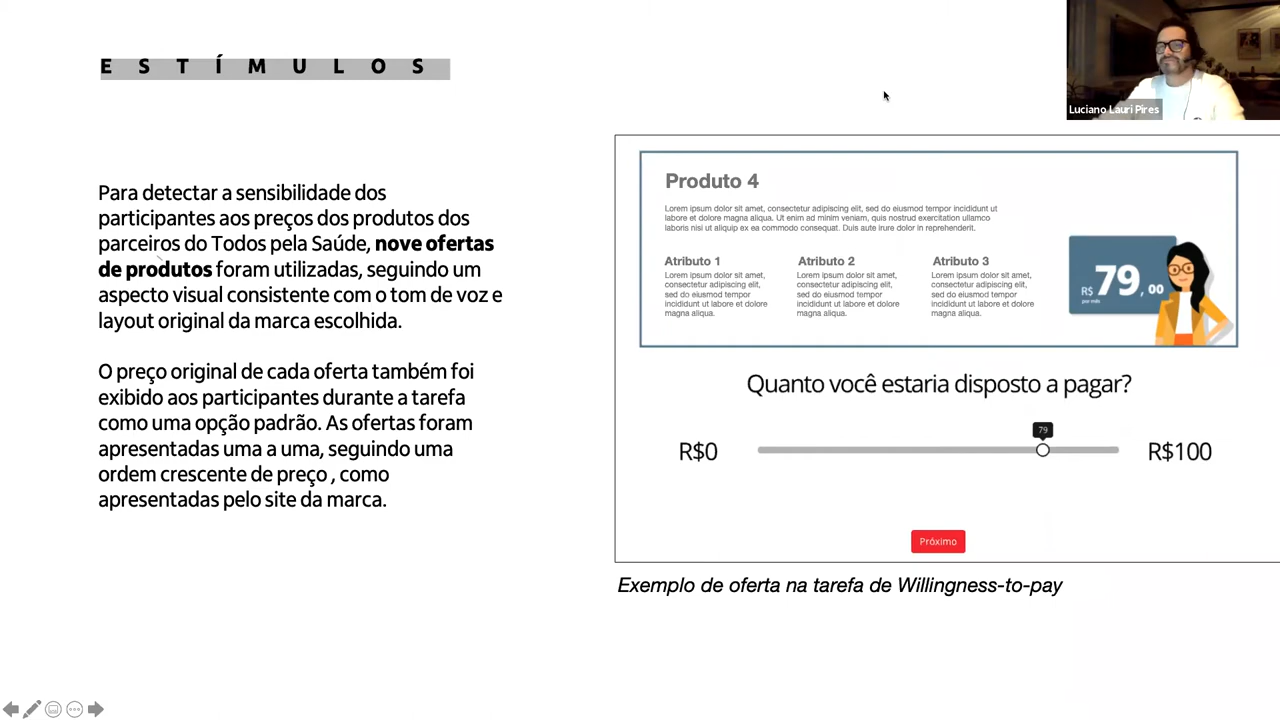 ESTÍMULOS
Luciano Lauri Pires
Para detectar a sensibilidade dos
participantes aos preços dos produtos dos
parceiros do Todos pela Saúde, nove ofertas
de produtos foram utilizadas, seguindo um
aspecto visual consistente com o tom de voz e
layout original da marca escolhida.
O preço original de cada oferta também foi
exibido aos participantes durante a tarefa
como uma opção padrão. As ofertas foram
apresentadas uma a uma, seguindo uma
ordem crescente de preço , como
apresentadas pelo site da marca.
Produto 4
Lorem ipsum dolor sit amet, consectetur adipiscing elit, sed do eiusmod tempor incididunt ut
labore et dolore magna aliqua. Ut enim ad minim veniam, quis nostrud exercitation ullamco
laboris nisi ut aliquip ex ea commodo consequat. Duis aute irure dolor in reprehenderit.
Atributo 1
Lorem ipsum dolor sit amet,
consectetur adipiscing elit,
sed do eiusmod tempor
incididunt ut labore et dolore
magna aliqua.
Atributo 2
Lorem ipsum dolor sit amet,
consectetur adipiscing elit,
sed do eiusmod tempor
incididunt ut labore et dolore
magna aliqua.
Atributo 3
Lorem ipsum dolor sit amet,
consectetur adipiscing elit,
sed do eiusmod tempor
incididunt ut labore et dolore
magna aliqua.
R$ 79,00
por mês
Quanto você estaria disposto a pagar?
79
R$0
R$100
Próximo
Exemplo de oferta na tarefa de Willingness-to-pay